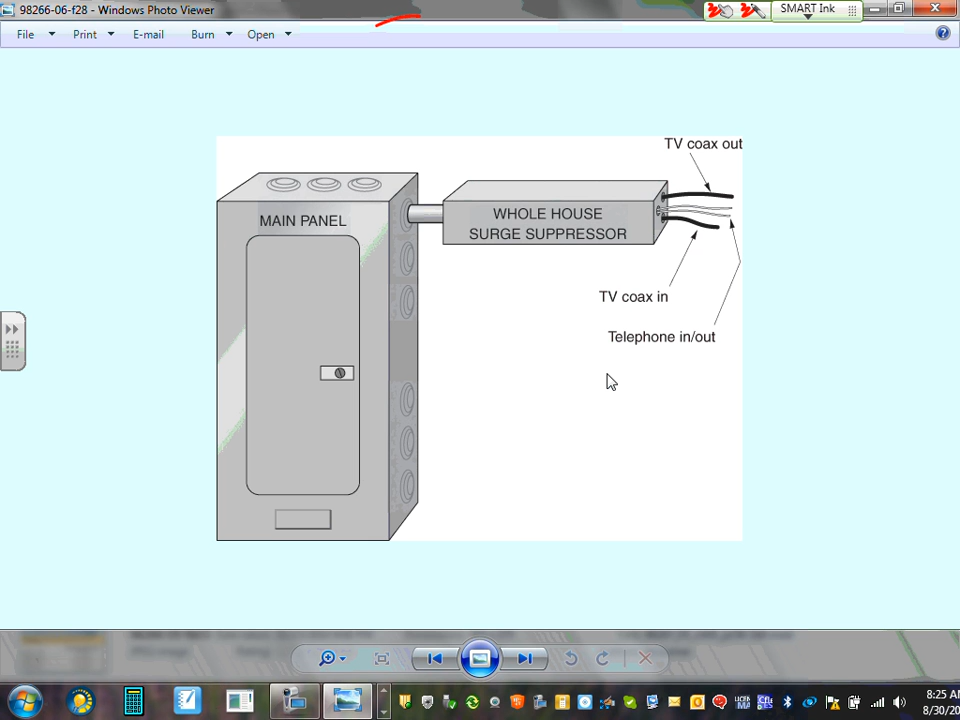 98266-06-f28 - Windows Photo Viewer
SMART Ink
File Print E-mail Burn Open
TV coax out
MAIN PANEL
WHOLE HOUSE
SURGE SUPPRESSOR
TV coax in
Telephone in/out
8:25 A
8/30/20